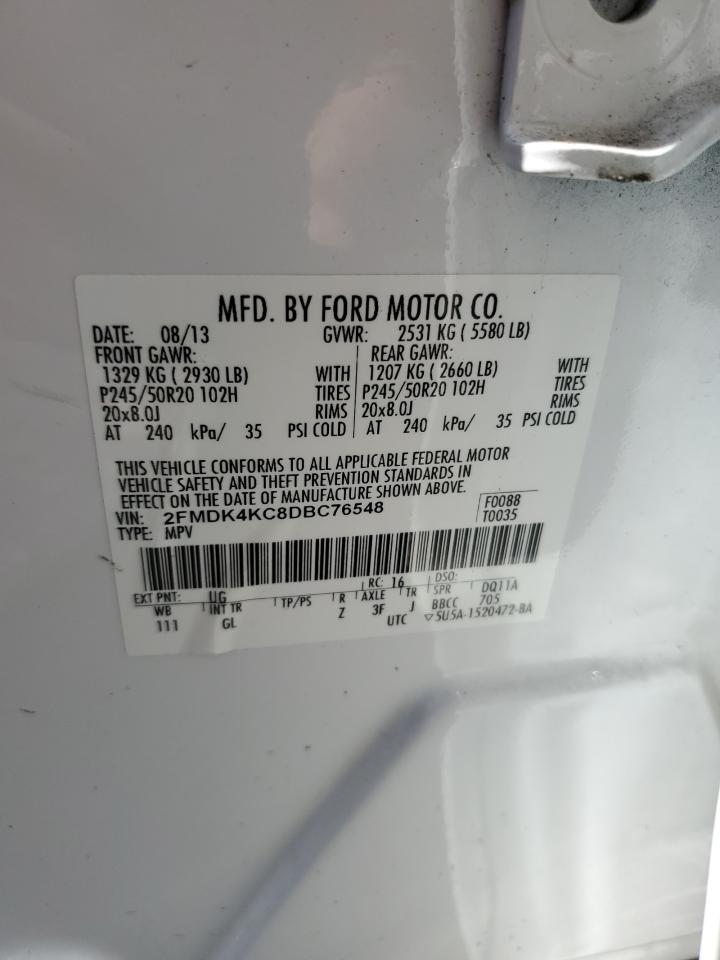 MFD. BY FORD MOTOR CO.
DATE: 08/13 GVWR: 2531 KG ( 5580 LB)
FRONT GAWR: REAR GAWR:
1329 KG ( 2930 LB) WITH 1207 KG ( 2660 LB) WITH
P245/50R20 102H TIRES P245/50R20 102H TIRES
20x8.0J RIMS 20x8.0J RIMS
AT 240 kPa/ 35 PSI COLD AT 240 kPa/ 35 PSI COLD
THIS VEHICLE CONFORMS TO ALL APPLICABLE FEDERAL MOTOR
VEHICLE SAFETY AND THEFT PREVENTION STANDARDS IN
EFFECT ON THE DATE OF MANUFACTURE SHOWN ABOVE.
VIN: 2FMDK4KC8DBC76548 F0088
TYPE: MPV T0035
EXT PNT: UG RC: 16 DSO:
WB INT TR TP/PS R AXLE TR SPR DQ11A
111 GL Z 3F J BBCC 705
UTC ▽5U5A-1520472-BA